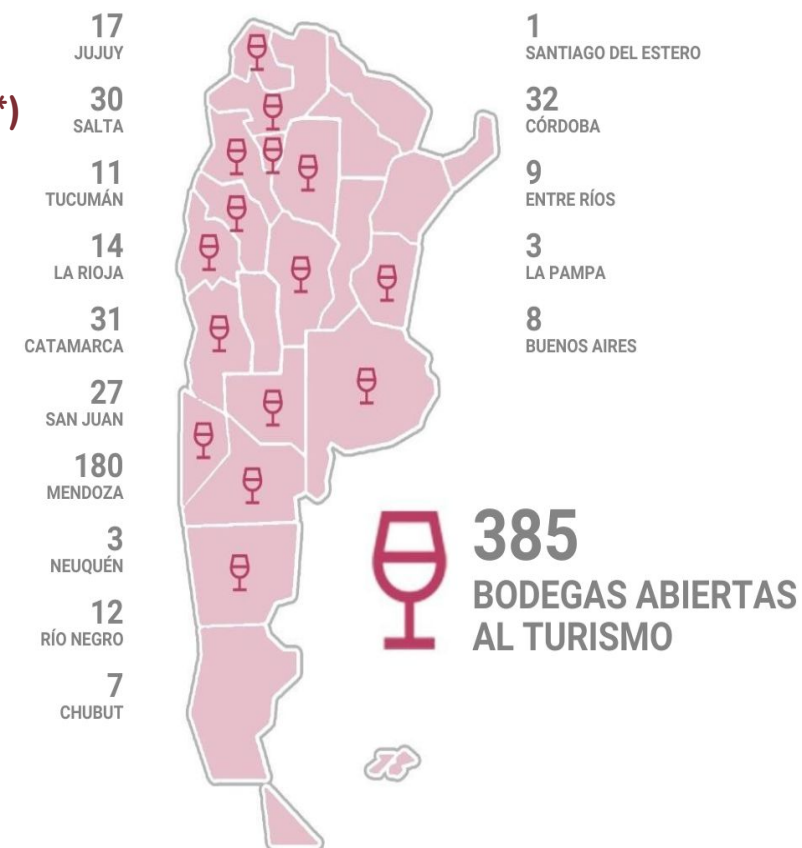 *)
17
JUJUY
30
SALTA
11
TUCUMÁN
14
LA RIOJA
31
CATAMARCA
27
SAN JUAN
180
MENDOZA
3
NEUQUÉN
12
RÍO NEGRO
7
CHUBUT
1
SANTIAGO DEL ESTERO
32
CÓRDOBA
9
ENTRE RÍOS
3
LA PAMPA
8
BUENOS AIRES
385
BODEGAS ABIERTAS
AL TURISMO